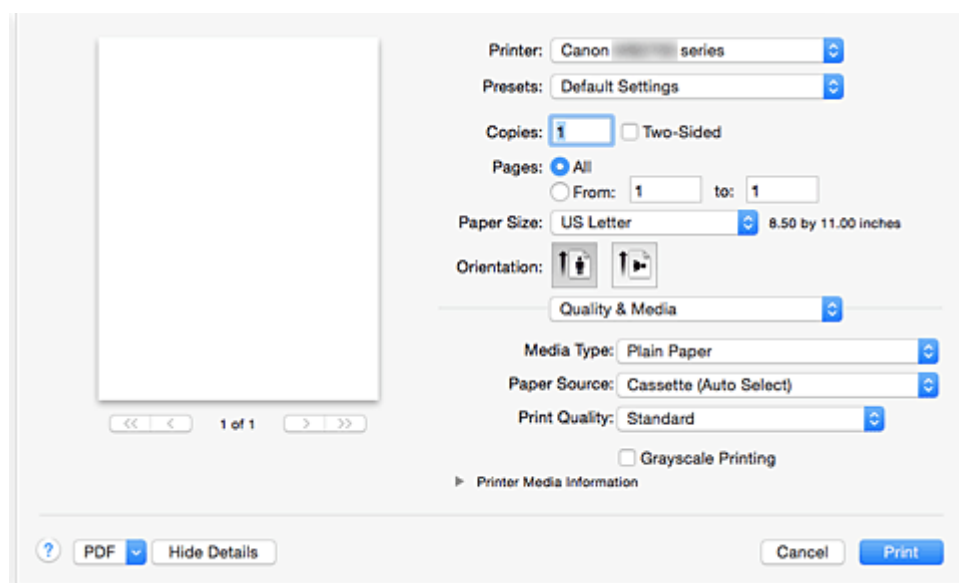 Printer: Canon series
Presets: Default Settings
Copies: 1 Two-Sided
Pages: All
From: 1 to: 1
Paper Size: US Letter 8.50 by 11.00 inches
Orientation:
Quality & Media
Media Type: Plain Paper
Paper Source: Cassette (Auto Select)
<< < 1 of 1 > >>
Print Quality: Standard
Grayscale Printing
Printer Media Information
? PDF Hide Details Cancel Print